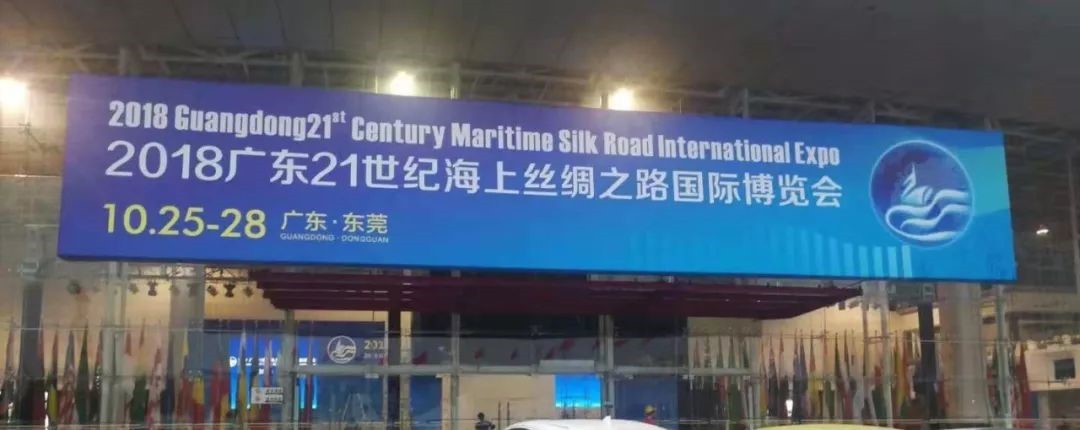 2018 Guangdong21st Century Maritime Silk Road International Expo
2018广东21世纪海上丝绸之路国际博览会
10.25-28 广东·东莞
GUANGDONG·DONGGUAN